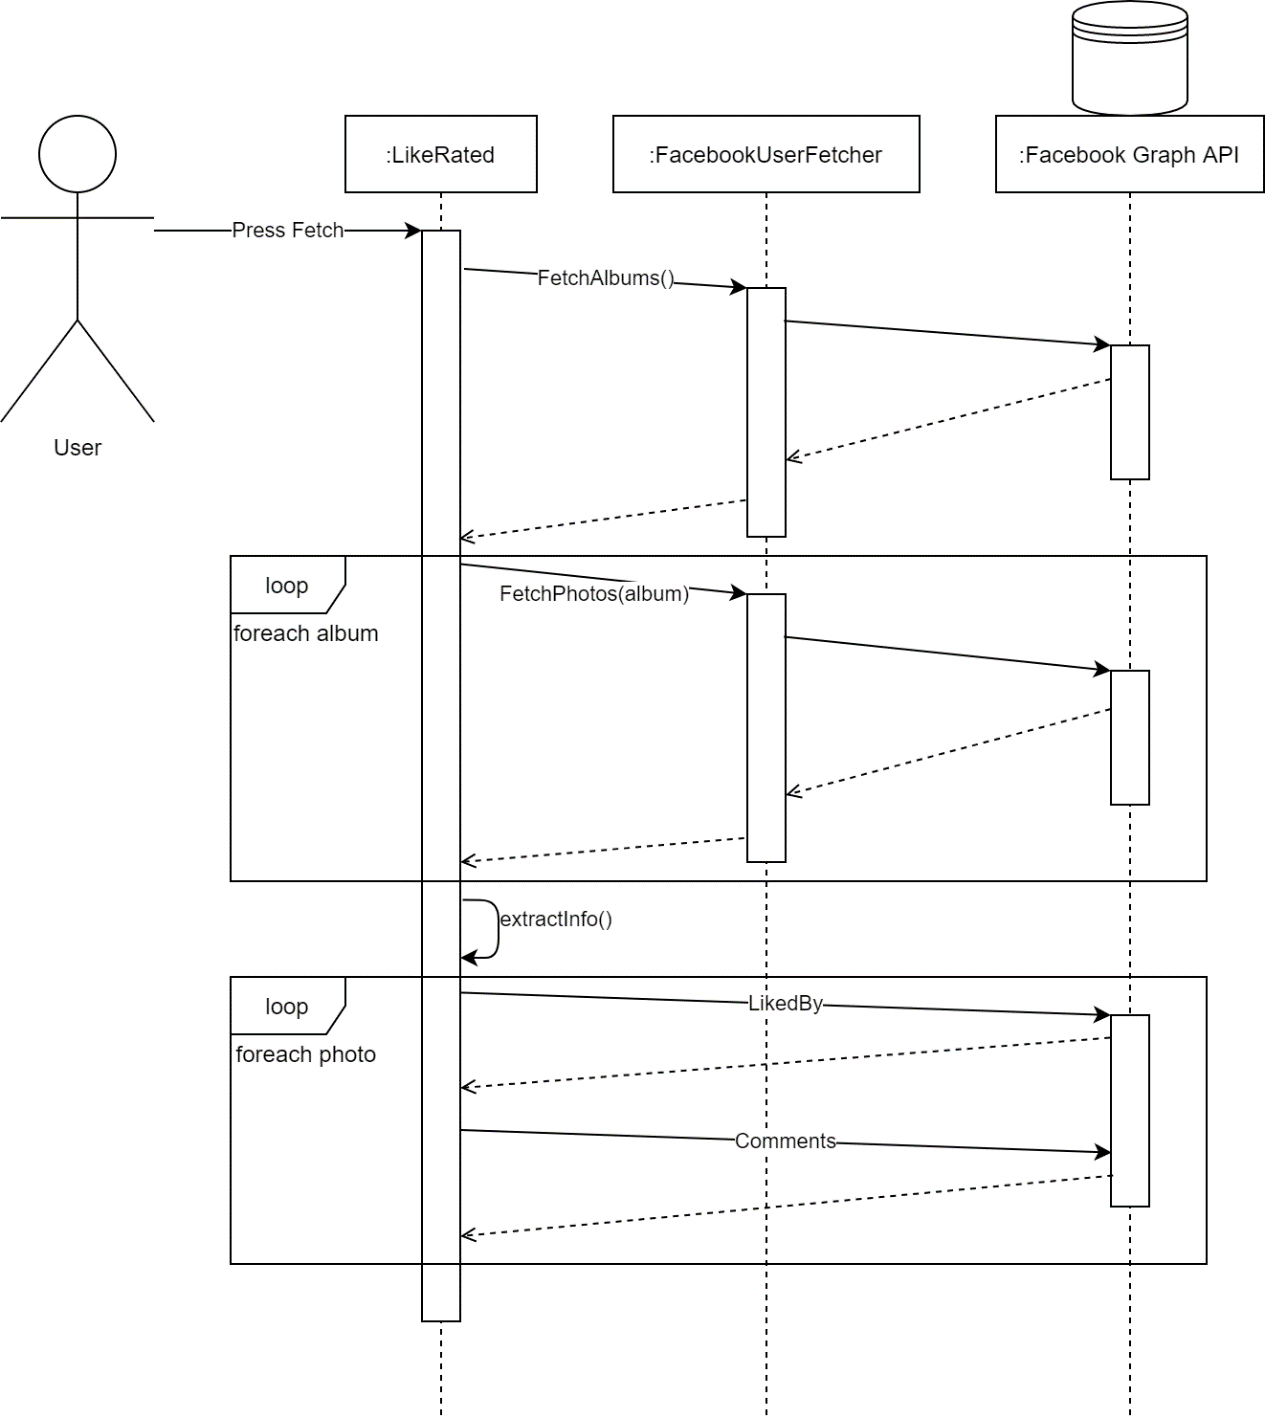 :LikeRated
:FacebookUserFetcher
:Facebook Graph API
Press Fetch
FetchAlbums()
User
loop
FetchPhotos(album)
foreach album
extractInfo()
loop
LikedBy
foreach photo
Comments